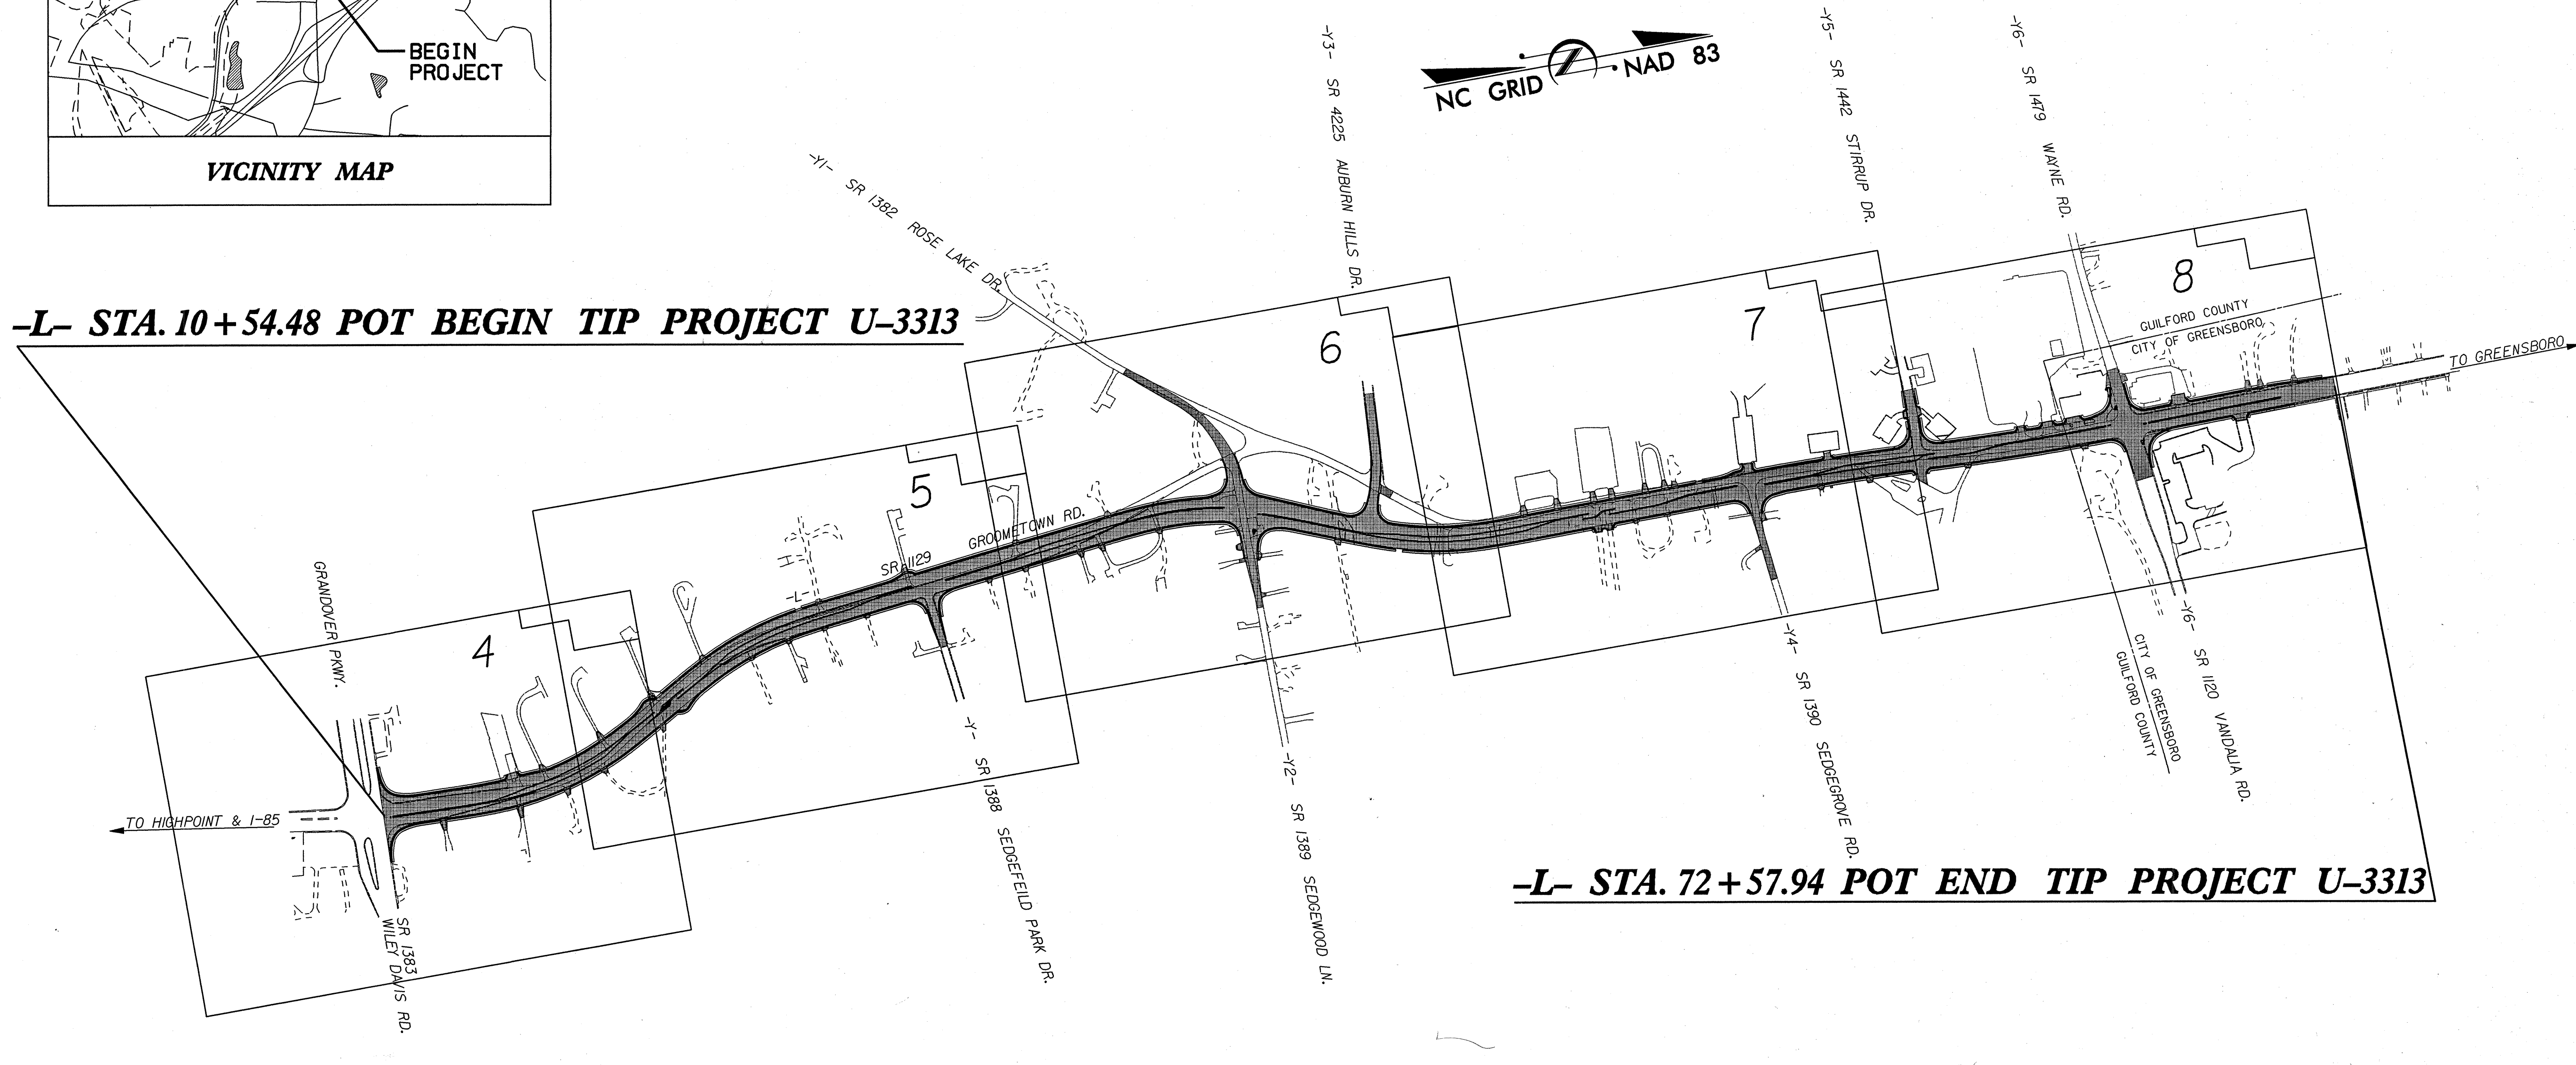 BEGIN
PROJECT
VICINITY MAP
NC GRID
NAD 83
-Y1- SR 1382 ROSE LAKE DR.
-Y3- SR 4225 AUBURN HILLS DR.
-Y5- SR 1442 STIRRUP DR.
-Y6- SR 1479 WAYNE RD.
-L- STA. 10+54.48 POT BEGIN TIP PROJECT U-3313
8
GUILFORD COUNTY
CITY OF GREENSBORO
TO GREENSBORO
7
6
5
GROOMETOWN RD.
SR 1129
-L-
4
GRANDOVER PKWY.
TO HIGHPOINT & I-85
SR 1383
WILEY DAVIS RD.
-Y- SR 1388 SEDGEFEILD PARK DR.
-Y2- SR 1389 SEDGEWOOD LN.
-Y4- SR 1390 SEDGEGROVE RD.
CITY OF GREENSBORO
GUILFORD COUNTY
-Y6- SR 1120 VANDALIA RD.
-L- STA. 72+57.94 POT END TIP PROJECT U-3313